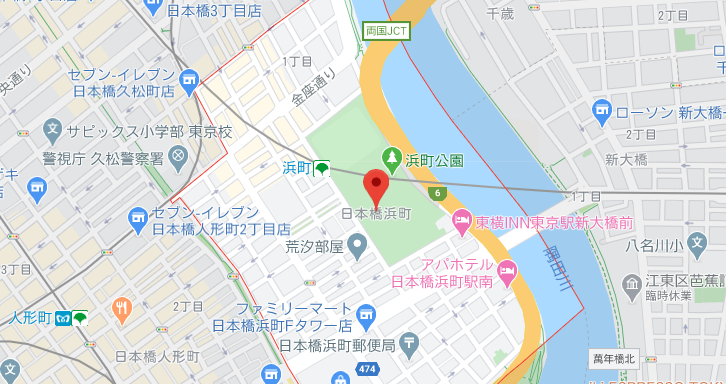 日本橋3丁目店
千歳
2丁目
両国JCT
1丁目
セブン-イレブン
日本橋久松町店
金座通り
央通り
ローソン 新大橋
サピックス小学部 東京校
警視庁 久松警察署
新大橋
浜町
浜町公園
6
1丁目
日本橋浜町
セブン-イレブン
日本橋人形町2丁目店
東横INN東京駅新大橋前
荒汐部屋
八名川小
アパホテル
日本橋浜町駅南
隅田川
江東区芭蕉
臨時休業
2丁目
ファミリーマート
日本橋浜町Fタワー店
人形町
日本橋浜町郵便局
日本橋人形町
萬年橋北
474